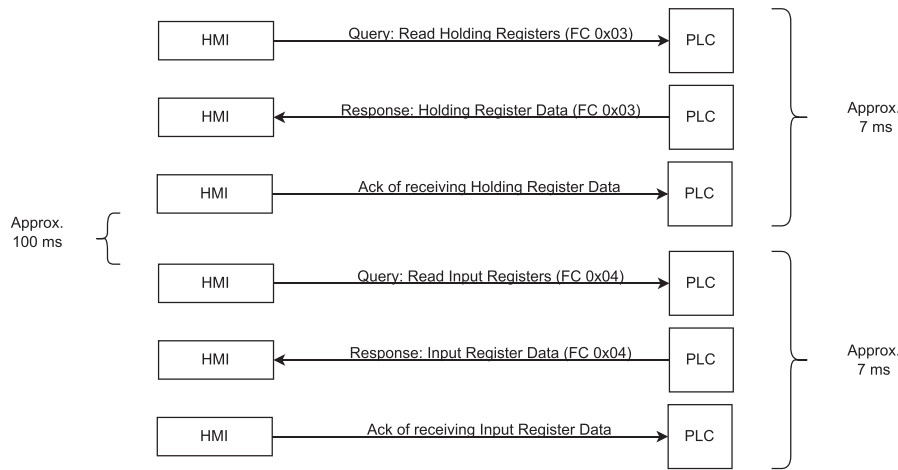 HMI
Query: Read Holding Registers (FC 0x03)
PLC
HMI
Response: Holding Register Data (FC 0x03)
PLC
Approx.
7 ms
HMI
Ack of receiving Holding Register Data
PLC
Approx.
100 ms
HMI
Query: Read Input Registers (FC 0x04)
PLC
HMI
Response: Input Register Data (FC 0x04)
PLC
Approx.
7 ms
HMI
Ack of receiving Input Register Data
PLC